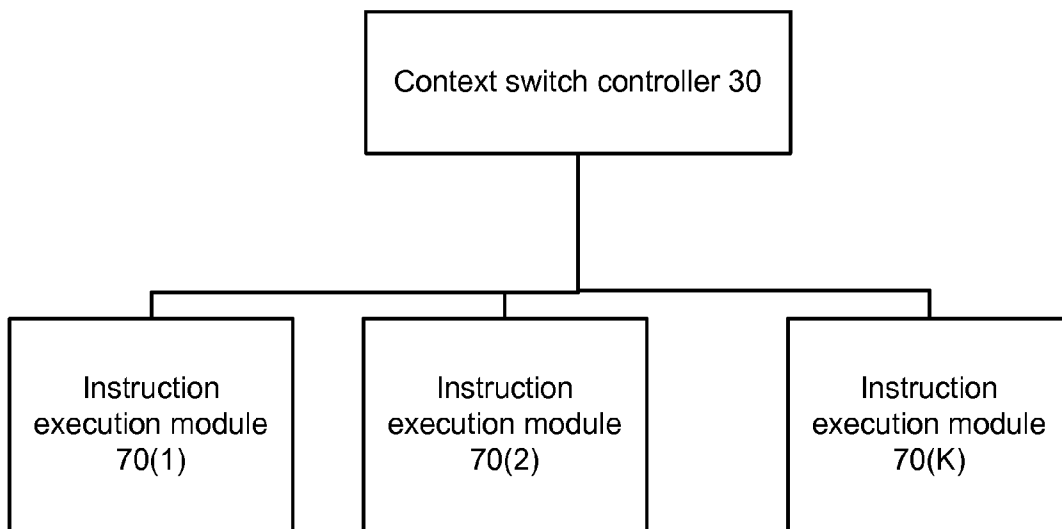 Context switch controller 30
Instruction
execution module
70(1)
Instruction
execution module
70(2)
Instruction
execution module
70(K)